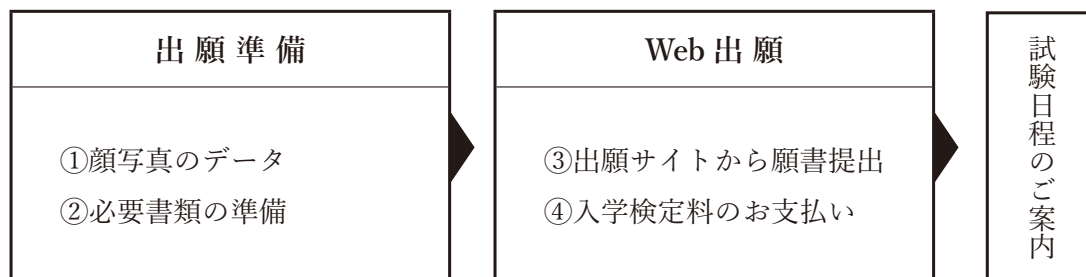 出願準備
①顔写真のデータ
②必要書類の準備
Web出願
③出願サイトから願書提出
④入学検定料のお支払い
試験日程のご案内